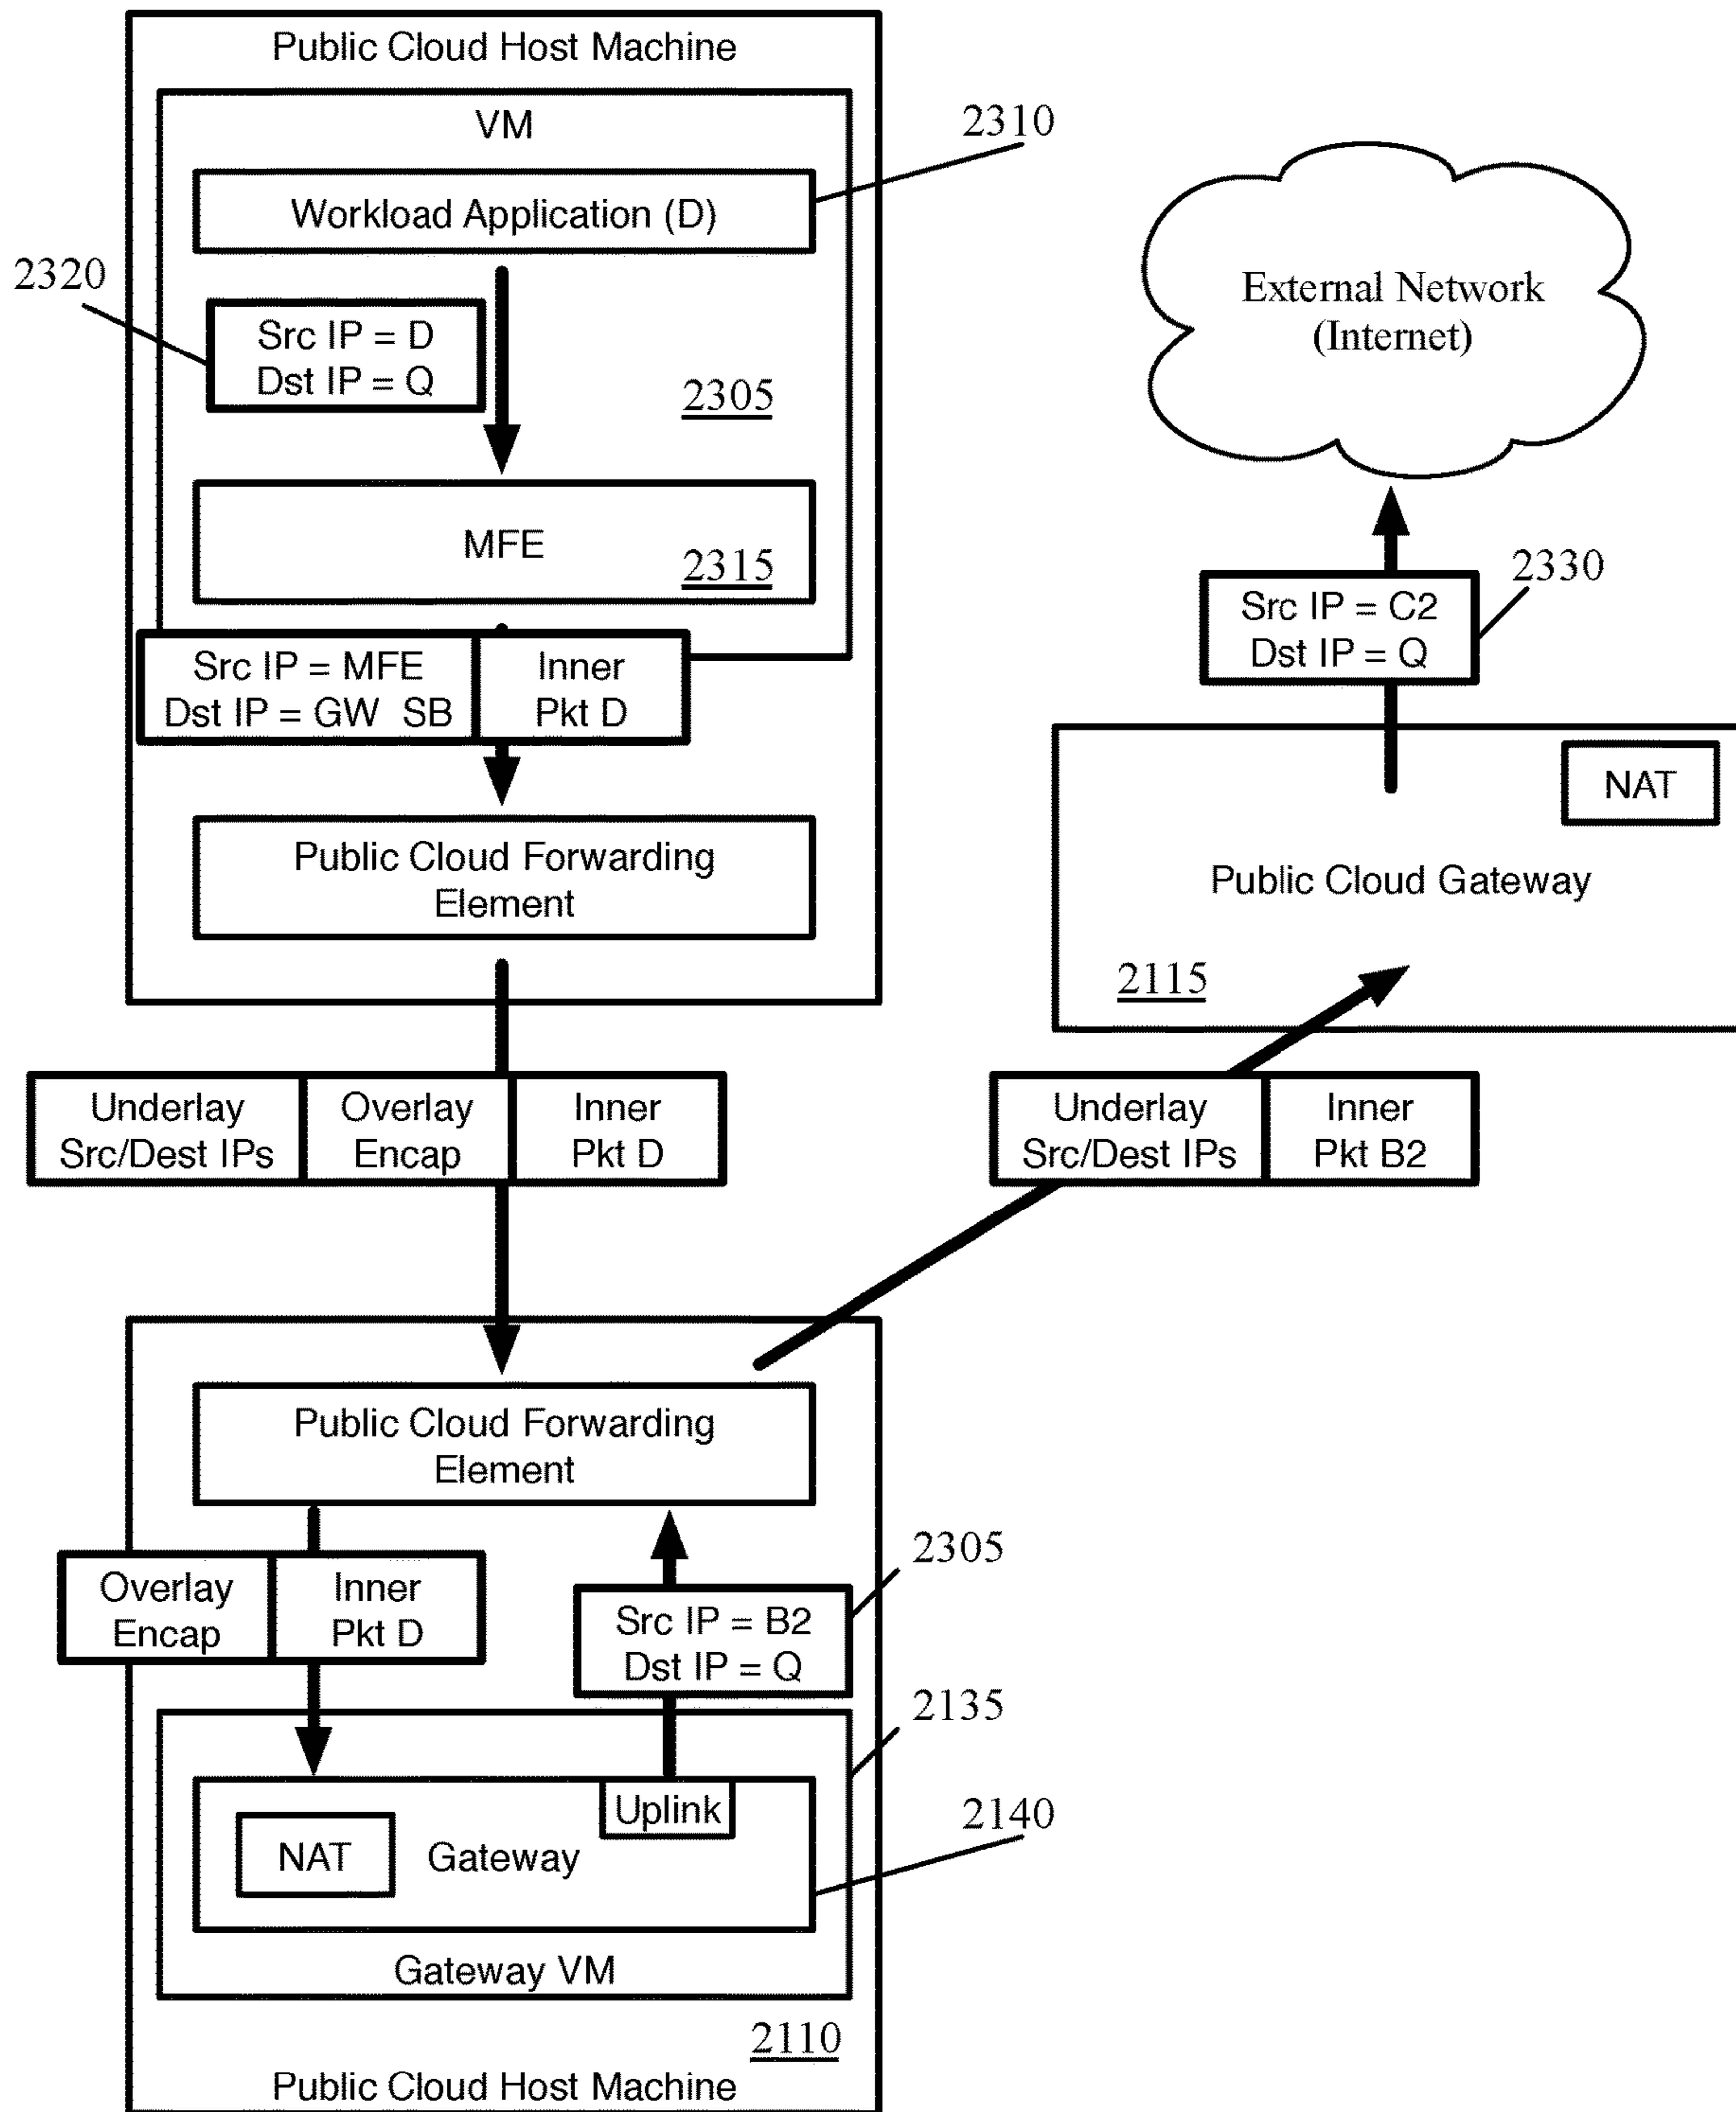 Public Cloud Host Machine
VM
2310
Workload Application (D)
2320
Src IP = D
Dst IP = Q
2305
MFE
2315
Src IP = MFE
Dst IP = GW SB
Inner
Pkt D
Public Cloud Forwarding
Element
Underlay
Src/Dest IPs
Overlay
Encap
Inner
Pkt D
External Network
(Internet)
2330
Src IP = C2
Dst IP = Q
NAT
Public Cloud Gateway
2115
Underlay
Src/Dest IPs
Inner
Pkt B2
Public Cloud Forwarding
Element
Overlay
Encap
Inner
Pkt D
2305
Src IP = B2
Dst IP = Q
2135
Uplink
2140
NAT
Gateway
Gateway VM
2110
Public Cloud Host Machine